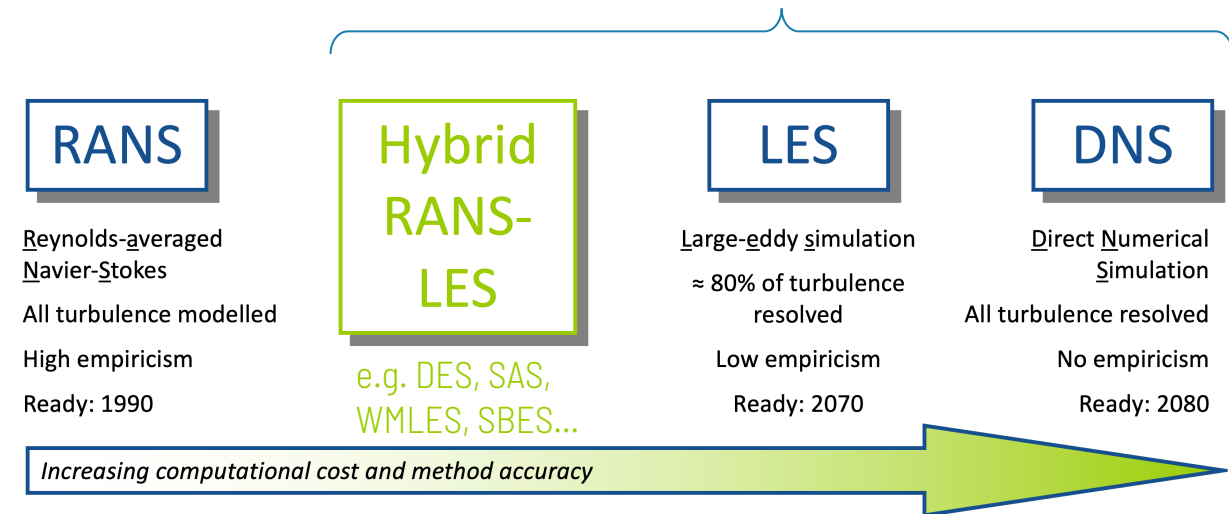 RANS
Reynolds-averaged
Navier-Stokes
All turbulence modelled
High empiricism
Ready: 1990
Hybrid
RANS-
LES
e.g. DES, SAS,
WMLES, SBES...
LES
Large-eddy simulation
≈ 80% of turbulence
resolved
Low empiricism
Ready: 2070
DNS
Direct Numerical
Simulation
All turbulence resolved
No empiricism
Ready: 2080
Increasing computational cost and method accuracy